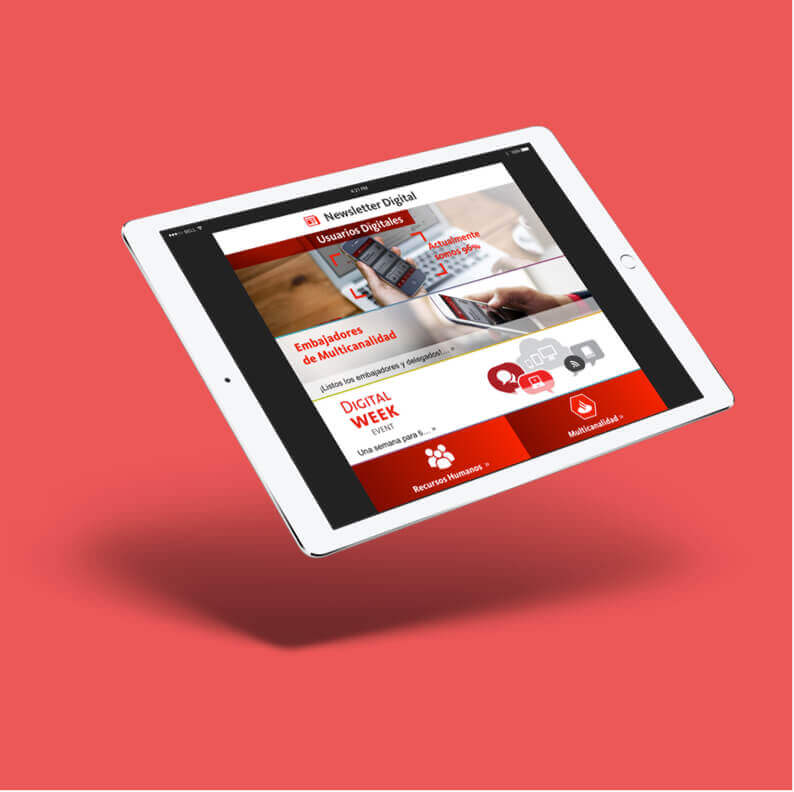 ●●●○○ BELL
4:21 PM
100%
Newsletter Digital
Usuarios Digitales
Actualmente
somos 96%
Embajadores
de Multicanalidad
¡Listos los embajadores y delegados!... »
DIGITAL
WEEK
EVENT
Una semana para ti... »
Recursos Humanos »
Multicanalidad »